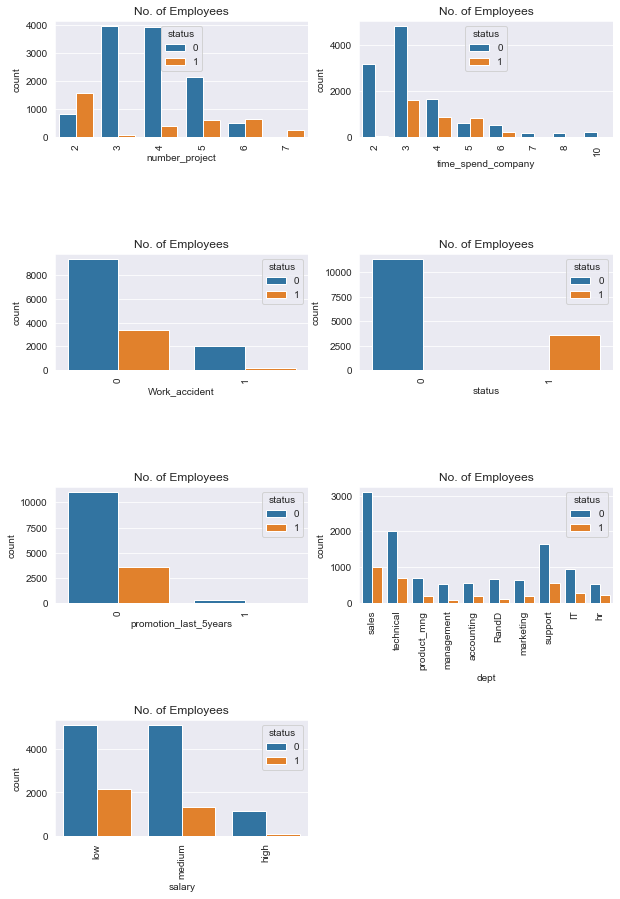 No. of Employees
count
4000
3000
2000
1000
0
status
0
1
2
3
4
5
6
7
number_project
No. of Employees
count
4000
2000
0
status
0
1
2
3
4
5
6
7
8
10
time_spend_company
No. of Employees
count
8000
6000
4000
2000
0
status
0
1
0
1
Work_accident
No. of Employees
count
10000
7500
5000
2500
0
status
0
1
0
1
status
No. of Employees
count
10000
7500
5000
2500
0
status
0
1
0
1
promotion_last_5years
No. of Employees
count
3000
2000
1000
0
status
0
1
sales
technical
product_mng
management
accounting
RandD
marketing
support
IT
hr
dept
No. of Employees
count
4000
2000
0
status
0
1
low
medium
high
salary